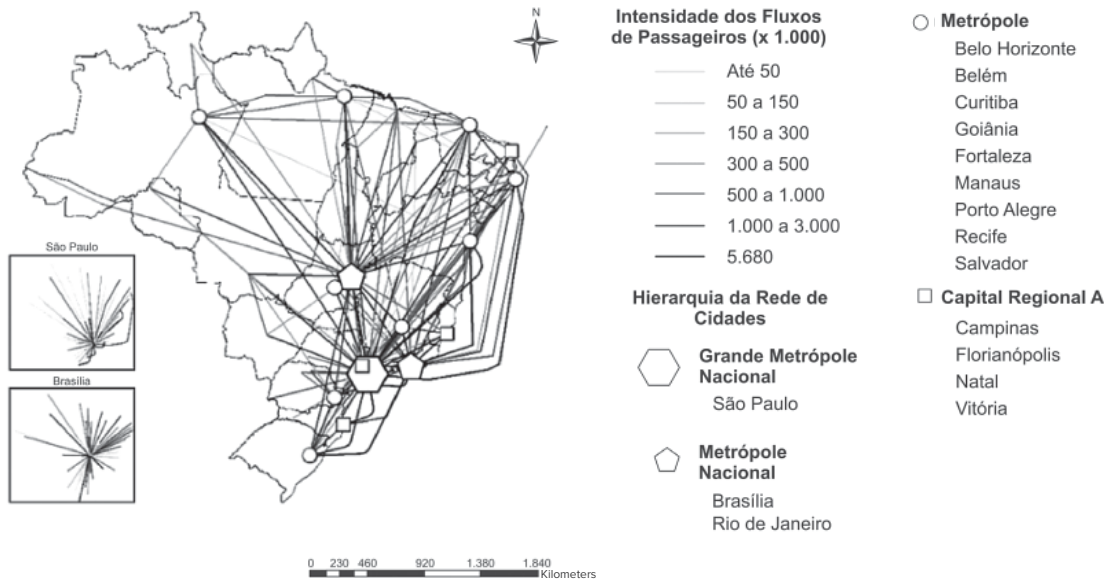 N
São Paulo
Brasília
0 230 460 920 1.380 1.840
Kilometers
Intensidade dos Fluxos
de Passageiros (x 1.000)
Até 50
50 a 150
150 a 300
300 a 500
500 a 1.000
1.000 a 3.000
5.680
Hierarquia da Rede de
Cidades
Grande Metrópole
Nacional
São Paulo
Metrópole
Nacional
Brasília
Rio de Janeiro
Metrópole
Belo Horizonte
Belém
Curitiba
Goiânia
Fortaleza
Manaus
Porto Alegre
Recife
Salvador
Capital Regional A
Campinas
Florianópolis
Natal
Vitória